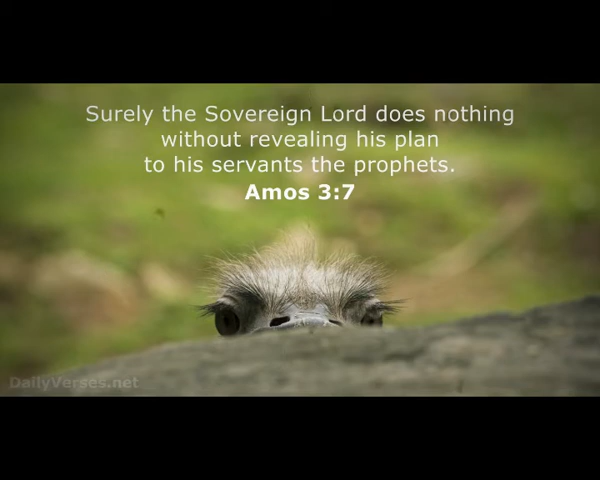 Surely the Sovereign Lord does nothing
without revealing his plan
to his servants the prophets.
Amos 3:7
DailyVerses.net